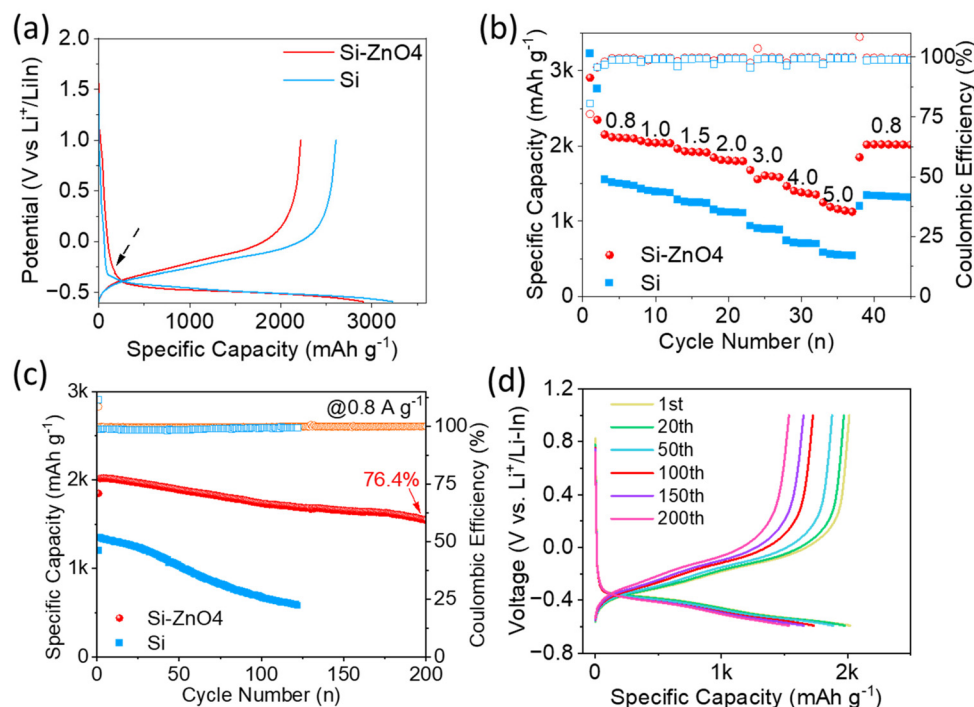 (a)
2.0
1.5
1.0
0.5
0.0
−0.5
Potential (V vs Li⁺/LiIn)
Si-ZnO4
Si
0
1000
2000
3000
Specific Capacity (mAh g⁻¹)
(b)
3k
2k
1k
0
Specific Capacity (mAh g⁻¹)
0.8
1.0
1.5
2.0
3.0
4.0
5.0
0.8
Si-ZnO4
Si
100
75
50
25
0
Coulombic Efficiency (%)
0
10
20
30
40
Cycle Number (n)
(c)
3k
2k
1k
0
Specific Capacity (mAh g⁻¹)
@0.8 A g⁻¹
76.4%
Si-ZnO4
Si
100
75
50
25
0
Coulombic Efficiency (%)
0
50
100
150
200
Cycle Number (n)
(d)
1.2
0.8
0.4
0.0
−0.4
−0.8
Voltage (V vs. Li⁺/Li-In)
1st
20th
50th
100th
150th
200th
0
1k
2k
Specific Capacity (mAh g⁻¹)